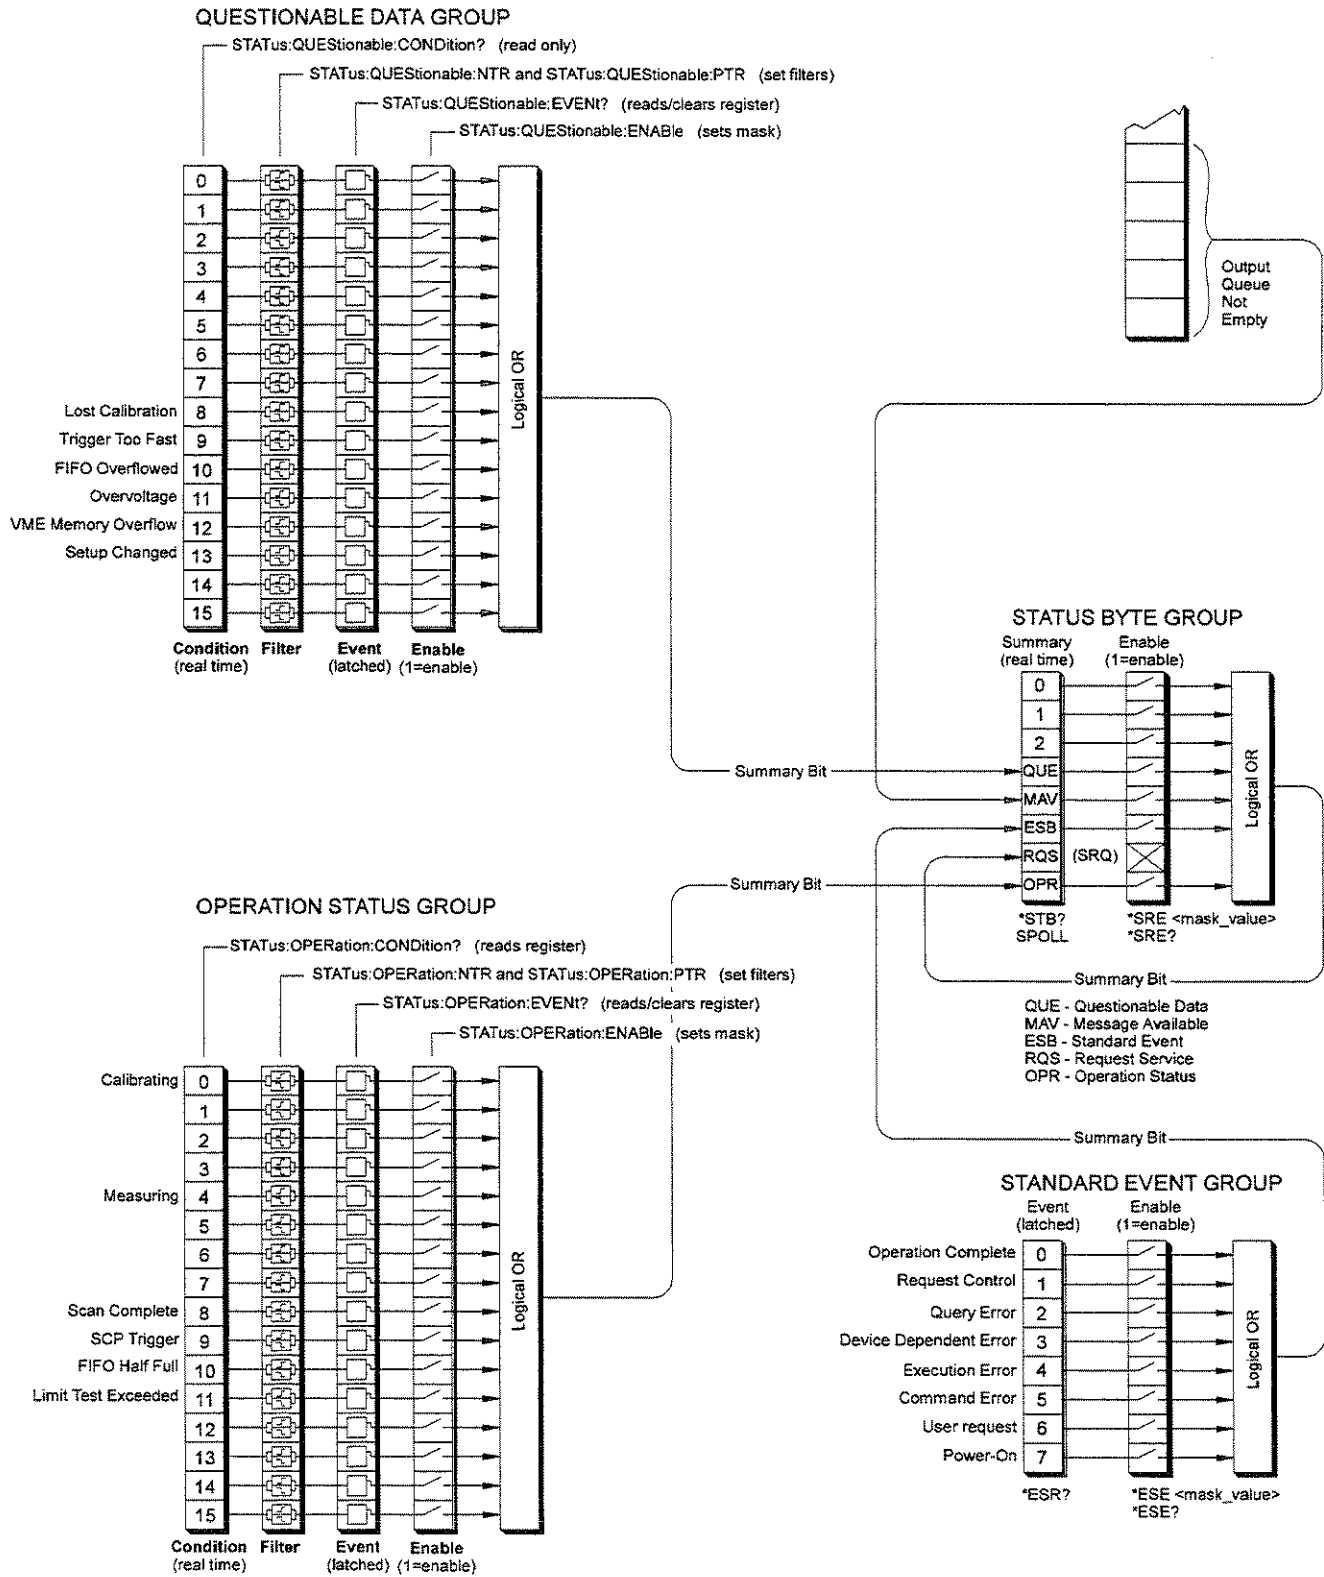 QUESTIONABLE DATA GROUP
STATus:QUEStionable:CONDition? (read only)
STATus:QUEStionable:NTR and STATus:QUEStionable:PTR (set filters)
STATus:QUEStionable:EVENt? (reads/clears register)
STATus:QUEStionable:ENABle (sets mask)
0
1
2
3
4
5
6
7
Lost Calibration 8
Trigger Too Fast 9
FIFO Overflowed 10
Overvoltage 11
VME Memory Overflow 12
Setup Changed 13
14
15
Logical OR
Condition Filter Event Enable
(real time) (latched) (1=enable)
Output
Queue
Not
Empty
Summary Bit
STATUS BYTE GROUP
Summary Enable
(real time) (1=enable)
0
1
2
QUE
MAV
ESB
RQS (SRQ)
OPR
Logical OR
*STB? *SRE <mask_value>
SPOLL *SRE?
Summary Bit
Summary Bit
QUE - Questionable Data
MAV - Message Available
ESB - Standard Event
RQS - Request Service
OPR - Operation Status
OPERATION STATUS GROUP
STATus:OPERation:CONDition? (reads register)
STATus:OPERation:NTR and STATus:OPERation:PTR (set filters)
STATus:OPERation:EVENt? (reads/clears register)
STATus:OPERation:ENABle (sets mask)
Calibrating 0
1
2
3
Measuring 4
5
6
7
Scan Complete 8
SCP Trigger 9
FIFO Half Full 10
Limit Test Exceeded 11
12
13
14
15
Logical OR
Condition Filter Event Enable
(real time) (latched) (1=enable)
Summary Bit
STANDARD EVENT GROUP
Event Enable
(latched) (1=enable)
Operation Complete 0
Request Control 1
Query Error 2
Device Dependent Error 3
Execution Error 4
Command Error 5
User request 6
Power-On 7
Logical OR
*ESR? *ESE <mask_value>
*ESE?